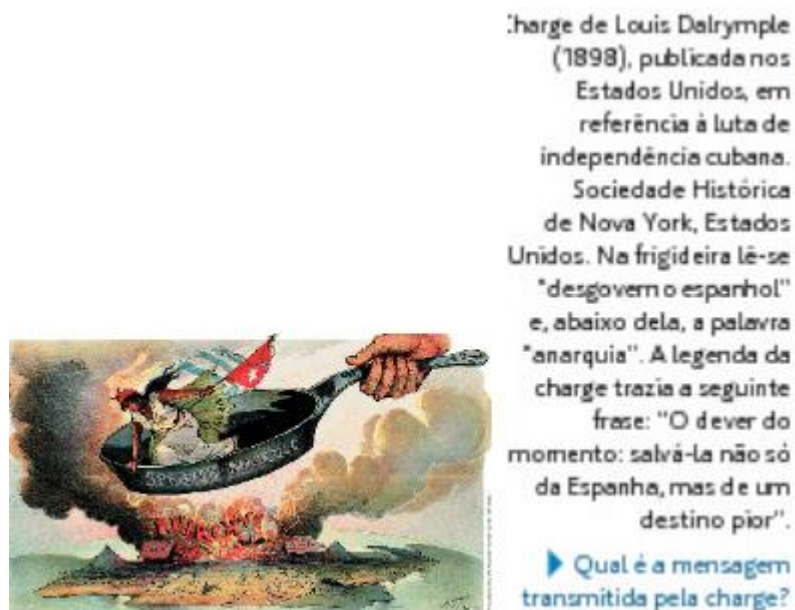 harge de Louis Dalrymple
(1898), publicada nos
Estados Unidos, em
referência à luta de
independência cubana.
Sociedade Histórica
de Nova York, Estados
Unidos. Na frigideira lê-se
"desgoverno espanhol"
e, abaixo dela, a palavra
"anarquia". A legenda da
charge trazia a seguinte
frase: "O dever do
momento: salvá-la não só
da Espanha, mas de um
destino pior".
Qual é a mensagem
transmitida pela charge?
SPANISH MISRULE
ANARCHY